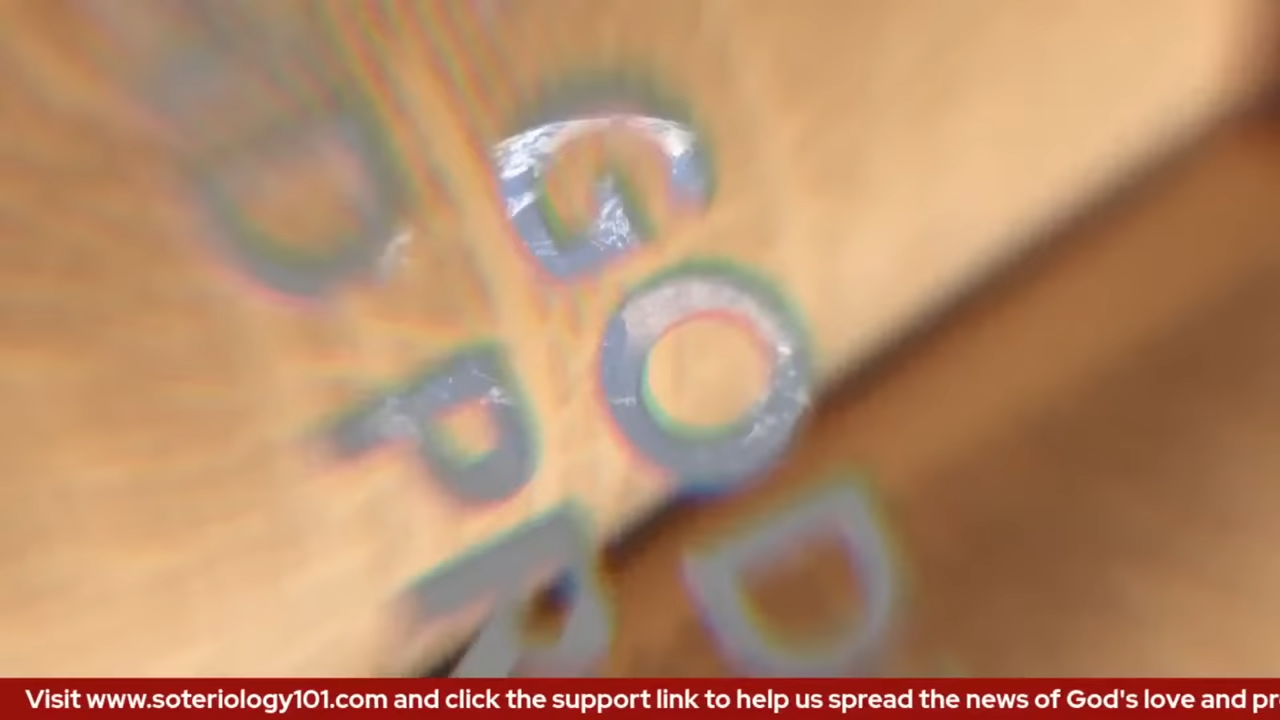 GOD
Visit www.soteriology101.com and click the support link to help us spread the news of God's love and pr